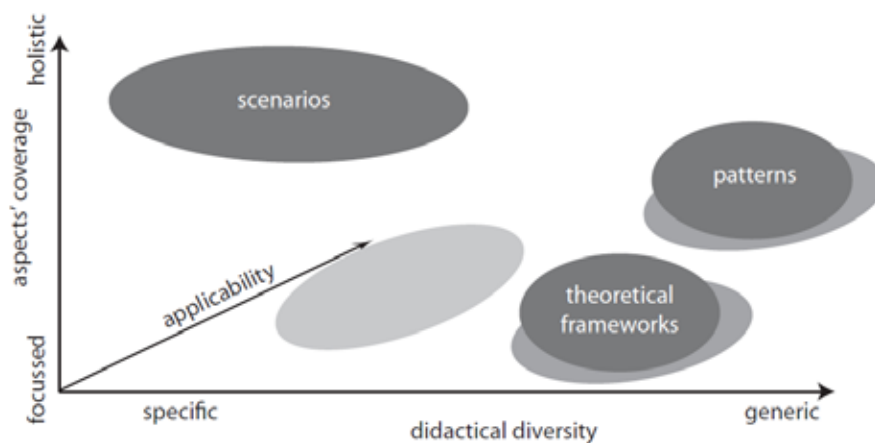 holistic
aspects' coverage
focussed
scenarios
patterns
applicability
theoretical
frameworks
specific
didactical diversity
generic